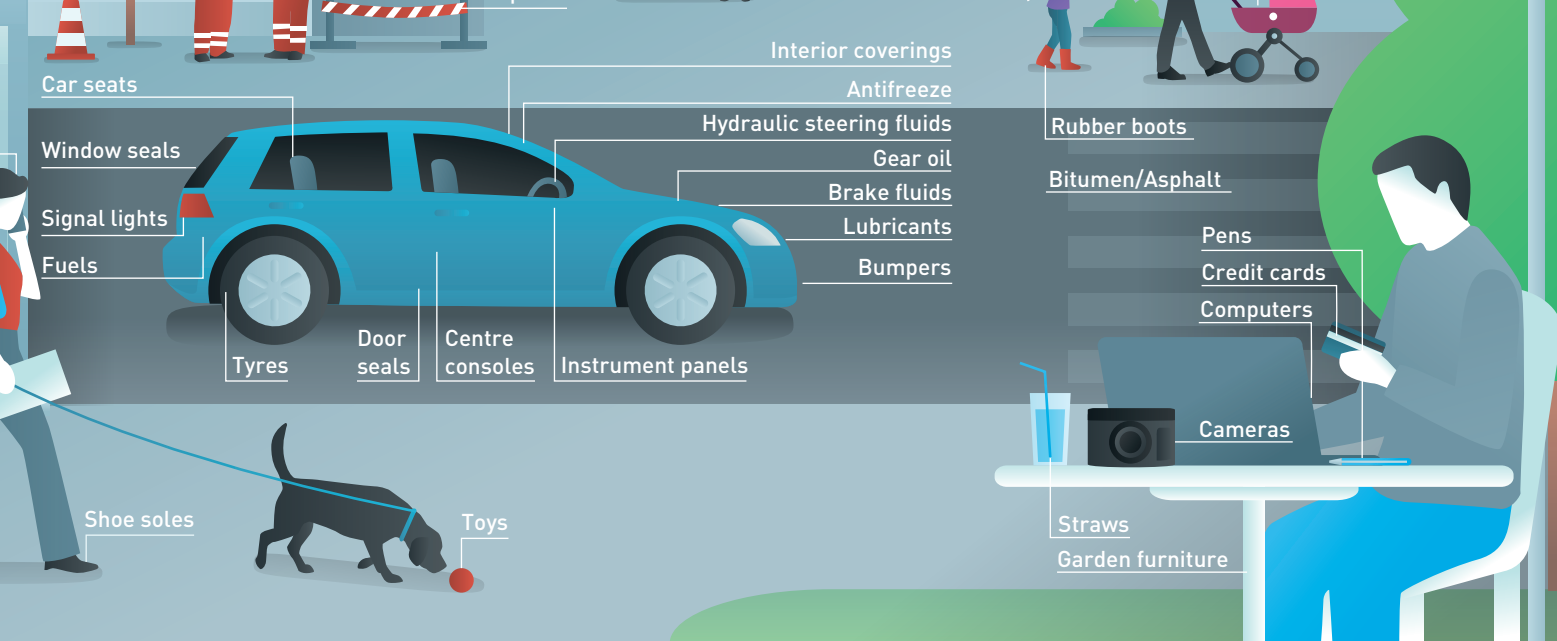 Car seats
Window seals
Signal lights
Fuels
Tyres
Door
seals
Centre
consoles
Instrument panels
Interior coverings
Antifreeze
Hydraulic steering fluids
Gear oil
Brake fluids
Lubricants
Bumpers
Rubber boots
Bitumen/Asphalt
Pens
Credit cards
Computers
Cameras
Straws
Garden furniture
Shoe soles
Toys